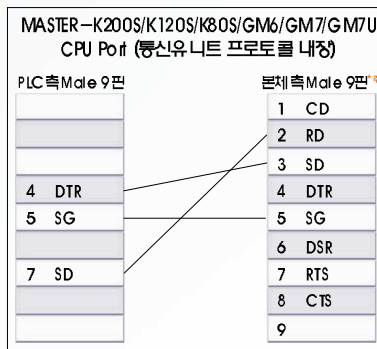 MASTER-K200S/K120S/K80S/GM6/GM7/GM7U
CPU Port (통신유니트 프로토콜 내장)
PLC측Male 9핀
본체측Male 9핀
1 CD
2 RD
3 SD
4 DTR
4 DTR
5 SG
5 SG
6 DSR
7 SD
7 RTS
8 CTS
9